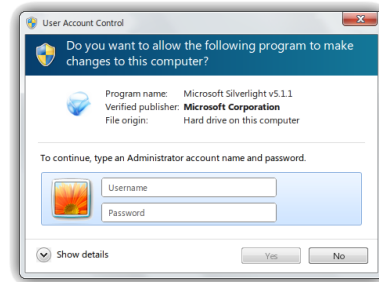 User Account Control
Do you want to allow the following program to make
changes to this computer?
Program name: Microsoft Silverlight v5.1.1
Verified publisher: Microsoft Corporation
File origin: Hard drive on this computer
To continue, type an Administrator account name and password.
Username
Password
Show details
Yes
No